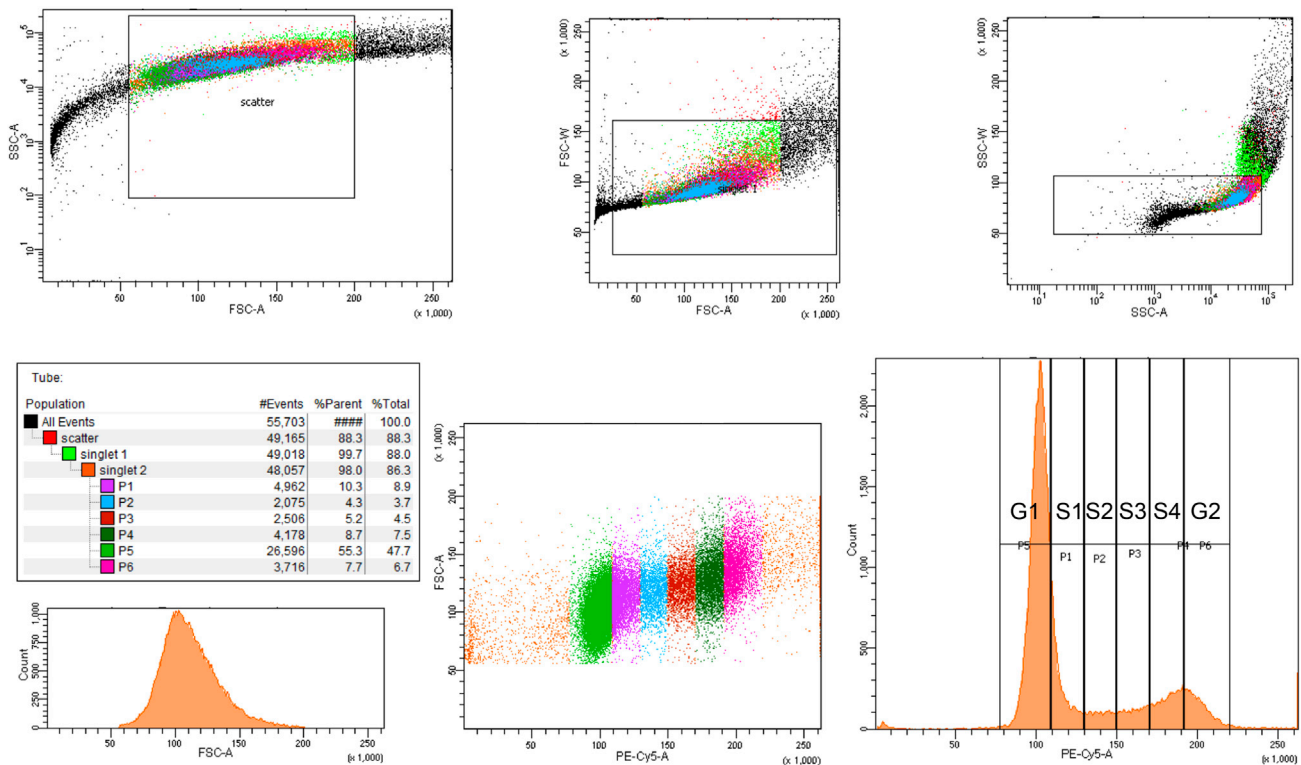 10^5
10^4
10^3
10^2
10^1
SSC-A
scatter
50 100 150 200 250
FSC-A
(x 1,000)
(x 1,000)
250
200
150
100
50
FSC-W
50 100 150 200 250
FSC-A
(x 1,000)
(x 1,000)
250
200
150
100
50
SSC-W
10^1 10^2 10^3 10^4 10^5
SSC-A
Tube:
Population #Events %Parent %Total
All Events 55,703 #### 100.0
scatter 49,165 88.3 88.3
singlet 1 49,018 99.7 88.0
singlet 2 48,057 98.0 86.3
P1 4,962 10.3 8.9
P2 2,075 4.3 3.7
P3 2,506 5.2 4.5
P4 4,178 8.7 7.5
P5 26,596 55.3 47.7
P6 3,716 7.7 6.7
1,000
750
500
250
0
Count
100 200 300
FSC-A
(x 1,000)
(x 1,000)
250
200
150
100
50
FSC-A
50 100 150 200 250
PE-Cy5-A
(x 1,000)
2,000
1,500
1,000
500
0
Count
G1 S1 S2 S3 S4 G2
P5 P1 P2 P3 P4 P6
50 100 150 200 250
PE-Cy5-A
(x 1,000)